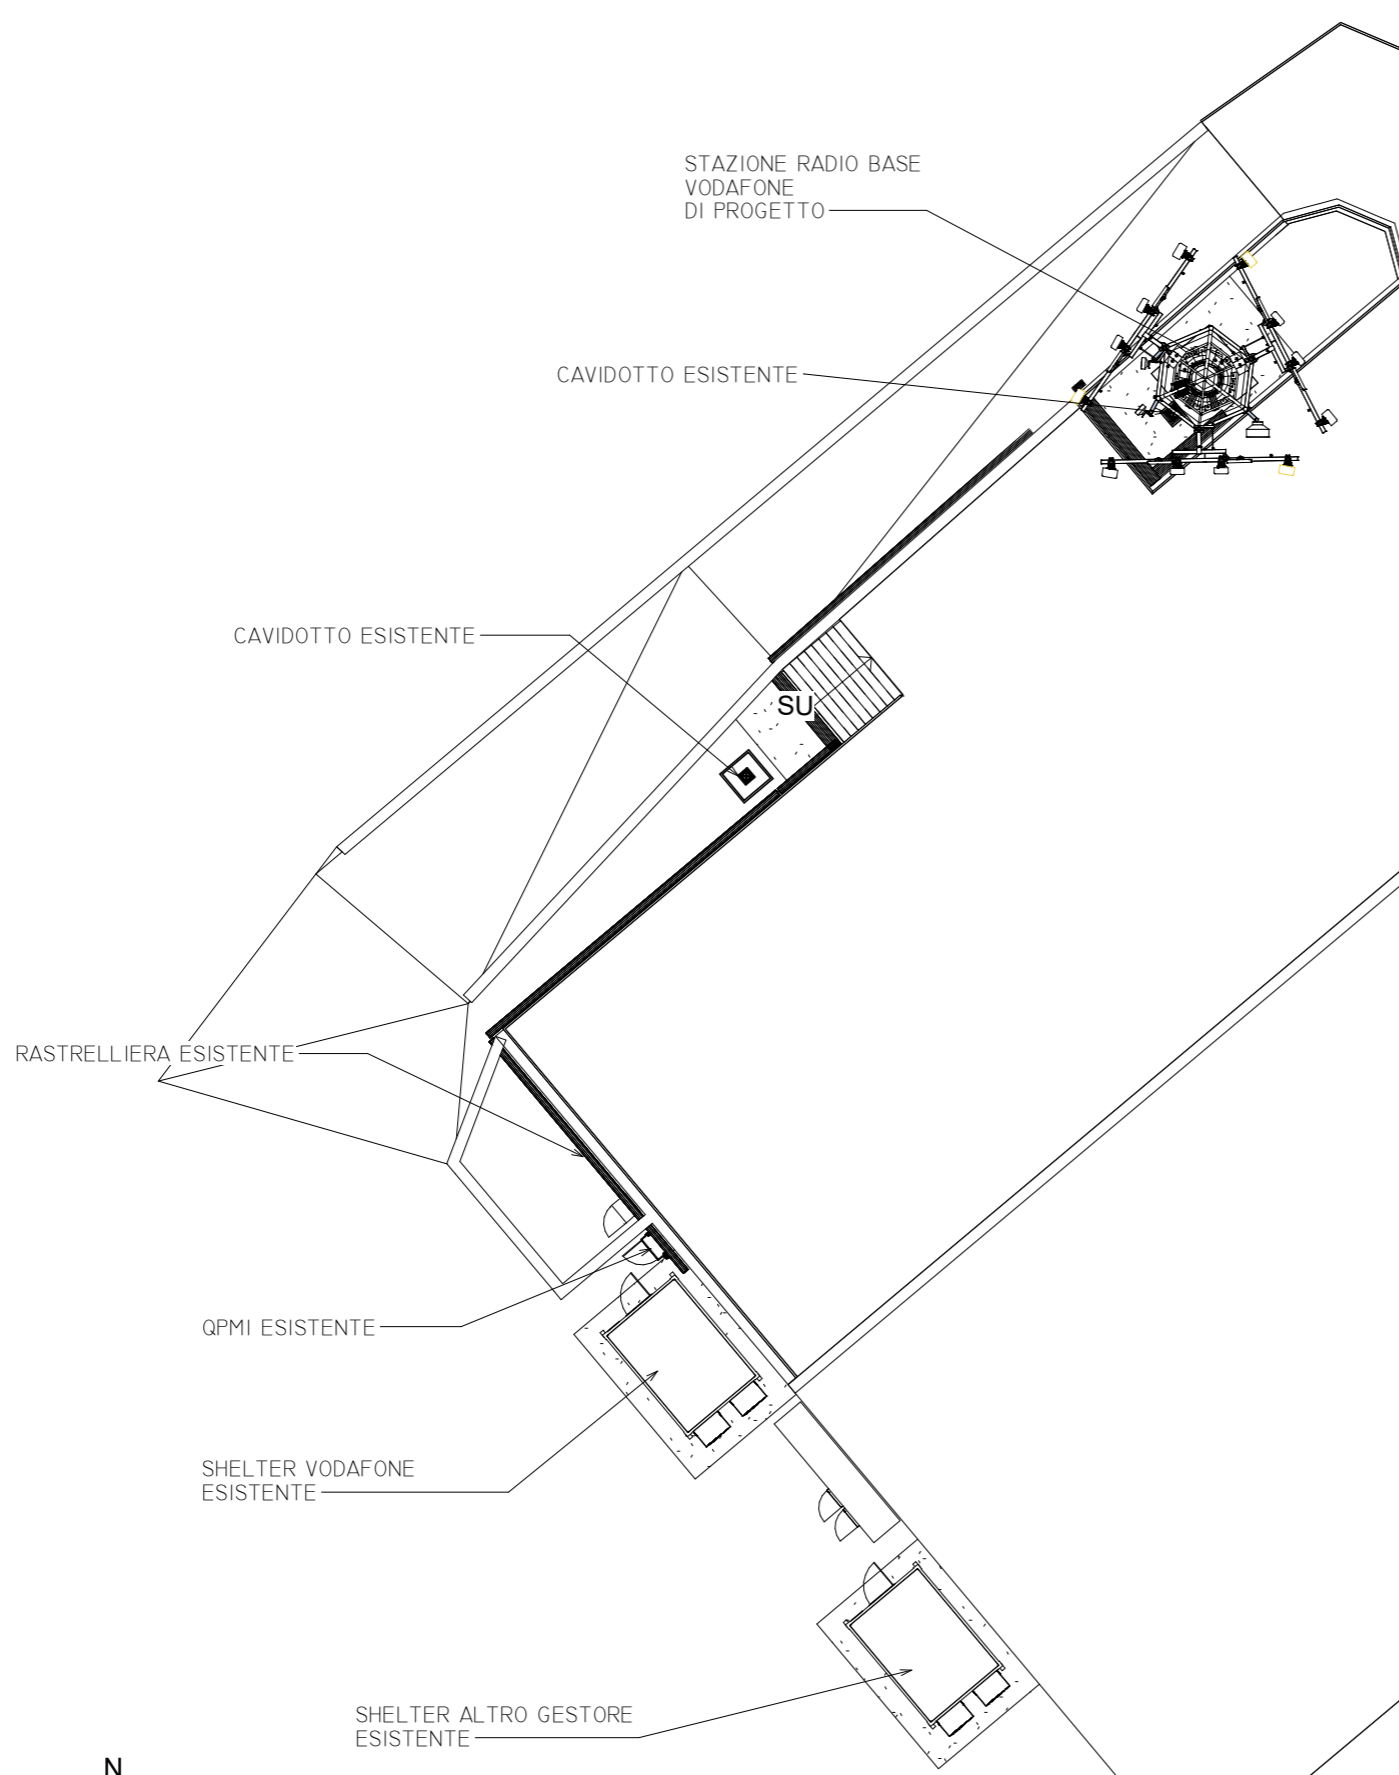 STAZIONE RADIO BASE
VODAFONE
DI PROGETTO
CAVIDOTTO ESISTENTE
CAVIDOTTO ESISTENTE
SU
RASTRELLIERA ESISTENTE
QPMI ESISTENTE
SHELTER VODAFONE
ESISTENTE
SHELTER ALTRO GESTORE
ESISTENTE
N